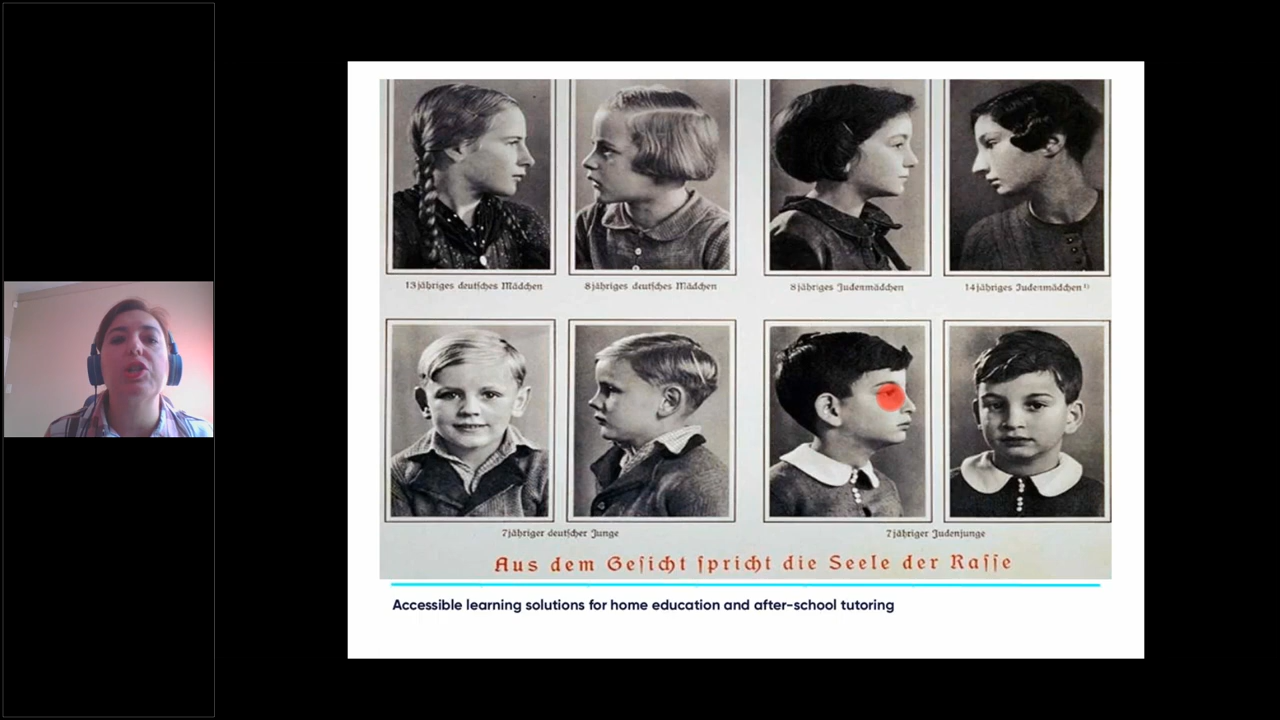 13jähriges deutsches Mädchen
8jähriges deutsches Mädchen
8jähriges Judenmädchen
14jähriges Judenmädchen ¹⁾
7jähriger deutscher Junge
7jähriger Judenjunge
Aus dem Gesicht spricht die Seele der Rasse
Accessible learning solutions for home education and after-school tutoring